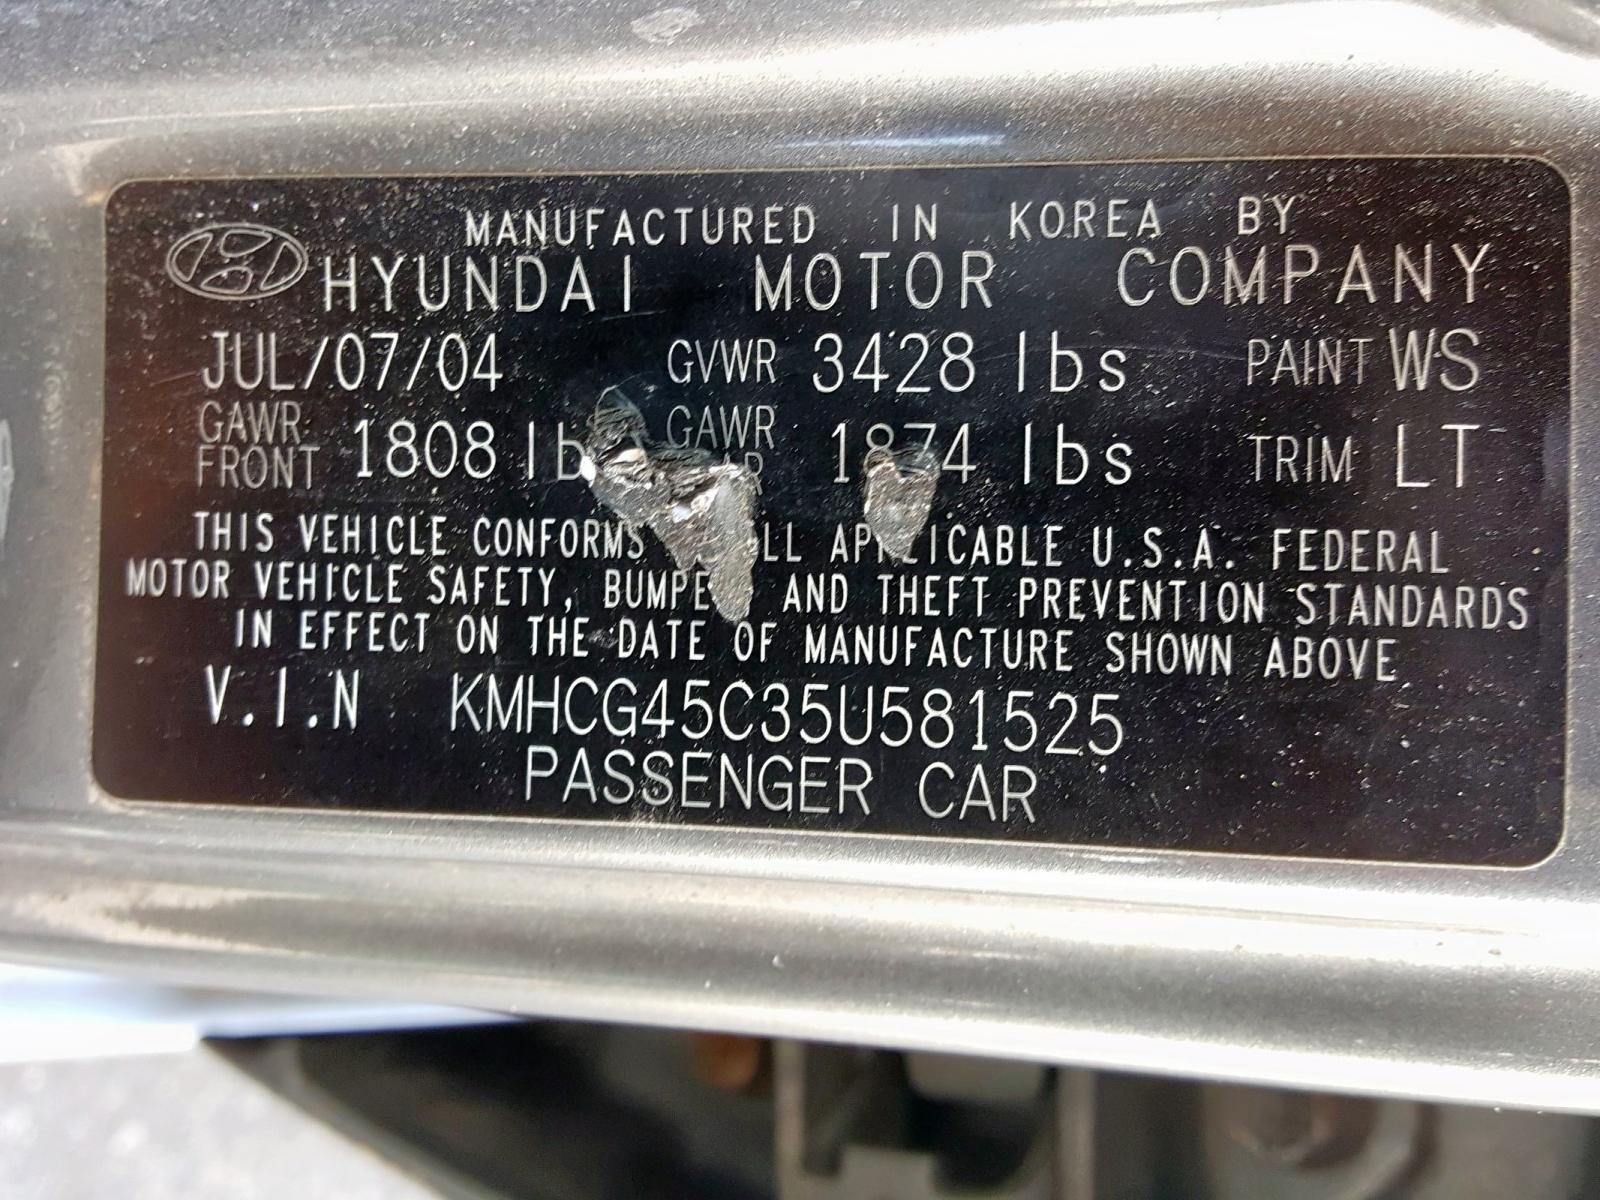 MANUFACTURED IN KOREA BY
HYUNDAI MOTOR COMPANY
JUL/07/04 GVWR 3428 lbs PAINT WS
GAWR FRONT 1808 GAWR 1874 lbs TRIM LT
THIS VEHICLE CONFORMS APPLICABLE U.S.A. FEDERAL
MOTOR VEHICLE SAFETY, AND THEFT PREVENTION STANDARDS
IN EFFECT ON THE DATE OF MANUFACTURE SHOWN ABOVE
V.I.N KMHCG45C35U581525
PASSENGER CAR